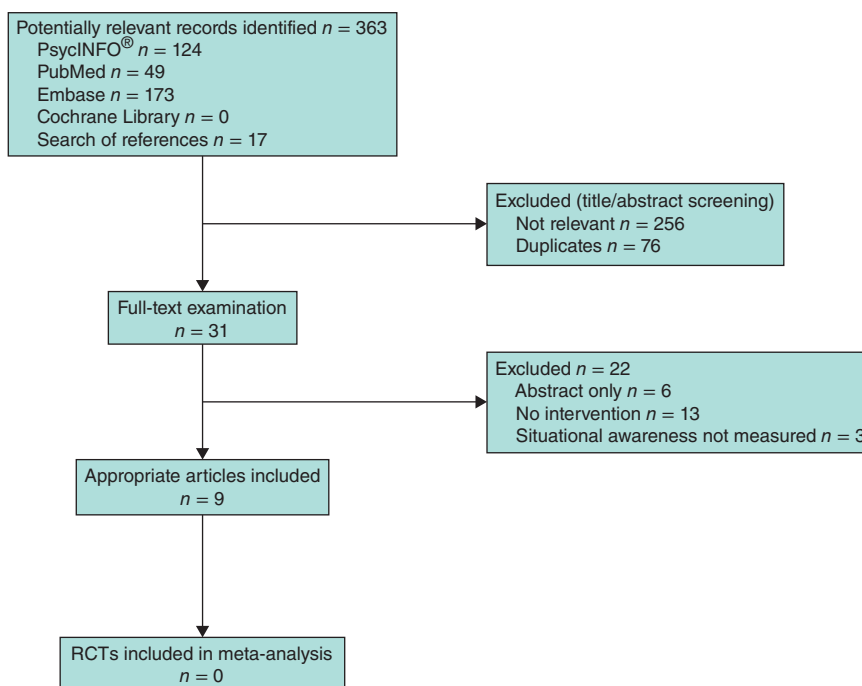 Potentially relevant records identified n = 363
PsycINFO® n = 124
PubMed n = 49
Embase n = 173
Cochrane Library n = 0
Search of references n = 17
Excluded (title/abstract screening)
Not relevant n = 256
Duplicates n = 76
Full-text examination
n = 31
Excluded n = 22
Abstract only n = 6
No intervention n = 13
Situational awareness not measured n = 3
Appropriate articles included
n = 9
RCTs included in meta-analysis
n = 0